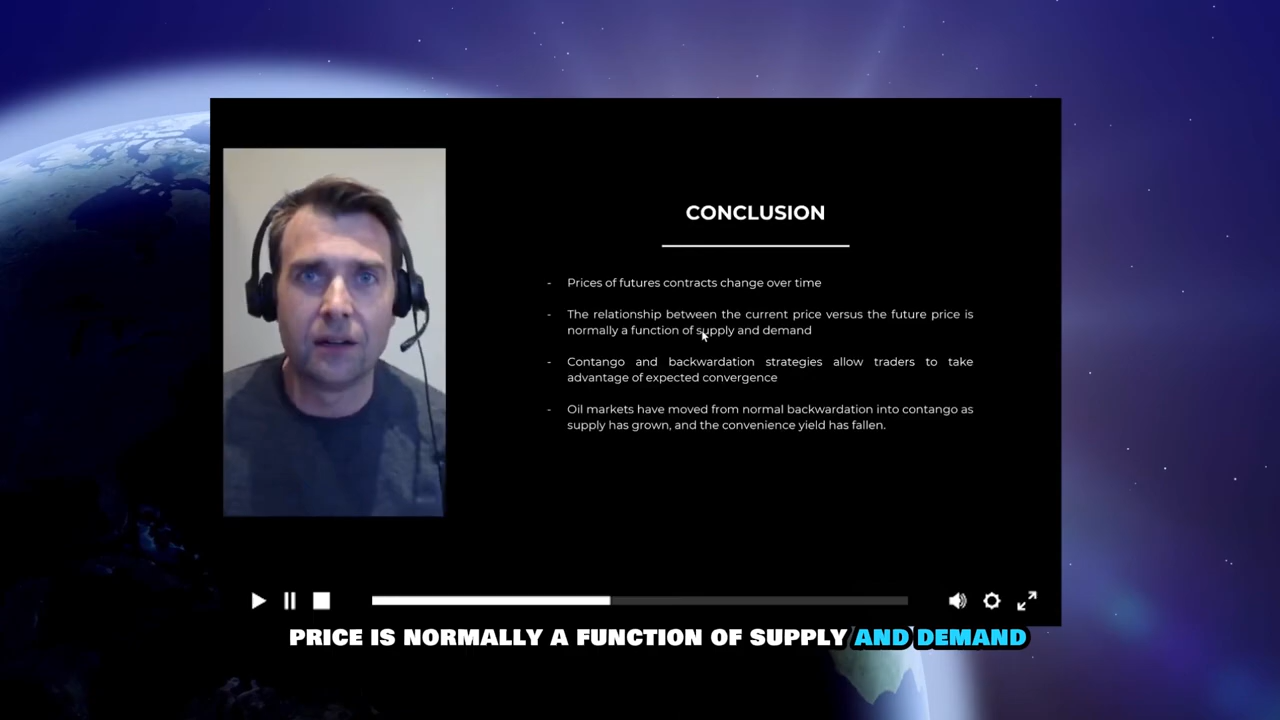 CONCLUSION
- Prices of futures contracts change over time
- The relationship between the current price versus the future price is
normally a function of supply and demand
- Contango and backwardation strategies allow traders to take
advantage of expected convergence
- Oil markets have moved from normal backwardation into contango as
supply has grown, and the convenience yield has fallen.
PRICE IS NORMALLY A FUNCTION OF SUPPLY AND DEMAND